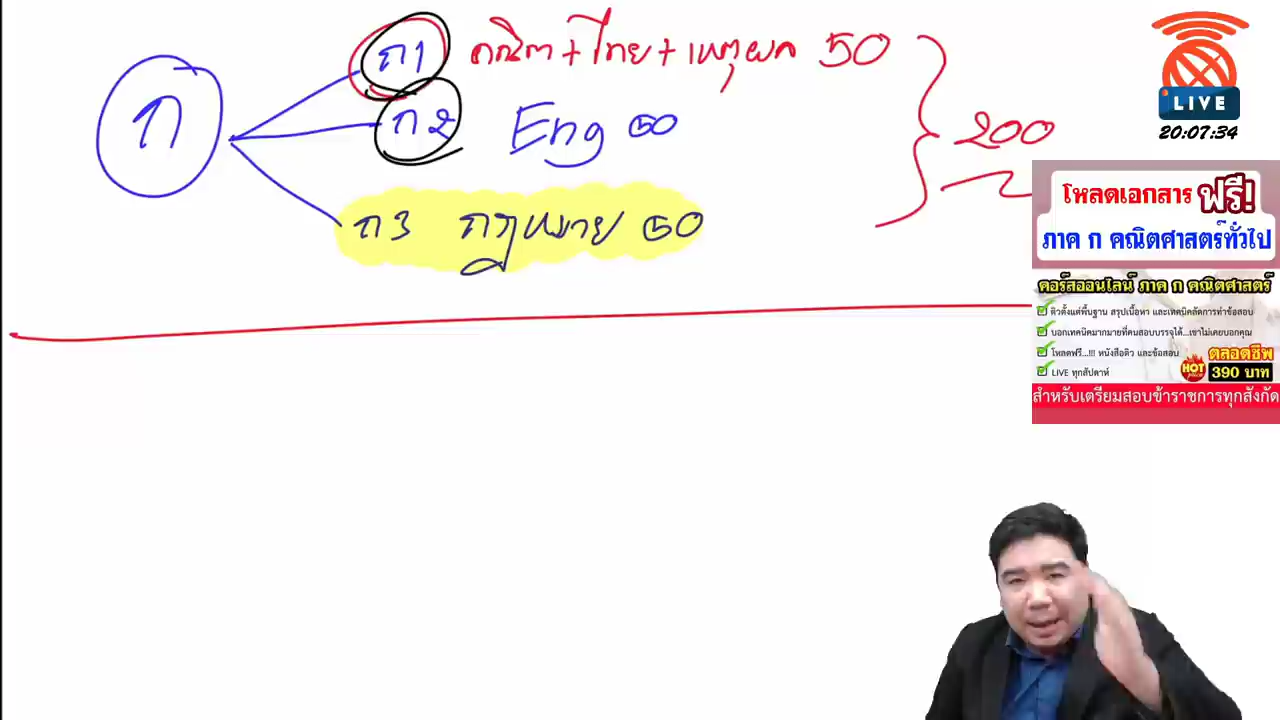 ก
ก1 คณิต+ไทย+เหตุผล 50
ก2 Eng 50
ก3 กฎหมาย 50
200
LIVE
20:07:34
โหลดเอกสาร ฟรี!
ภาค ก คณิตศาสตร์ทั่วไป
คอร์สออนไลน์ ภาค ก คณิตศาสตร์
ติวตั้งแต่พื้นฐาน สรุปเนื้อหา และเทคนิคลัดการทำข้อสอบ
บอกเทคนิคมากมายที่คนสอบบรรจุได้...เขาไม่เคยบอกคุณ
โหลดฟรี...!!! หนังสือติว และข้อสอบ
LIVE ทุกสัปดาห์
HOT
ตลอดชีพ
390 บาท
สำหรับเตรียมสอบข้าราชการทุกสังกัด